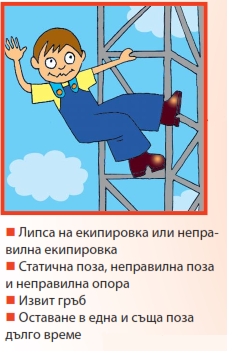 ■ Липса на екипировка или непра-
вилна екипировка
■ Статична поза, неправилна поза
и неправилна опора
■ Извит гръб
■ Оставане в една и съща поза
дълго време